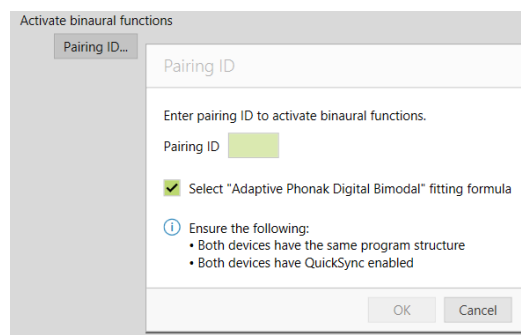 Activate binaural functions
Pairing ID...
Pairing ID
Enter pairing ID to activate binaural functions.
Pairing ID
Select "Adaptive Phonak Digital Bimodal" fitting formula
Ensure the following:
• Both devices have the same program structure
• Both devices have QuickSync enabled
OK Cancel